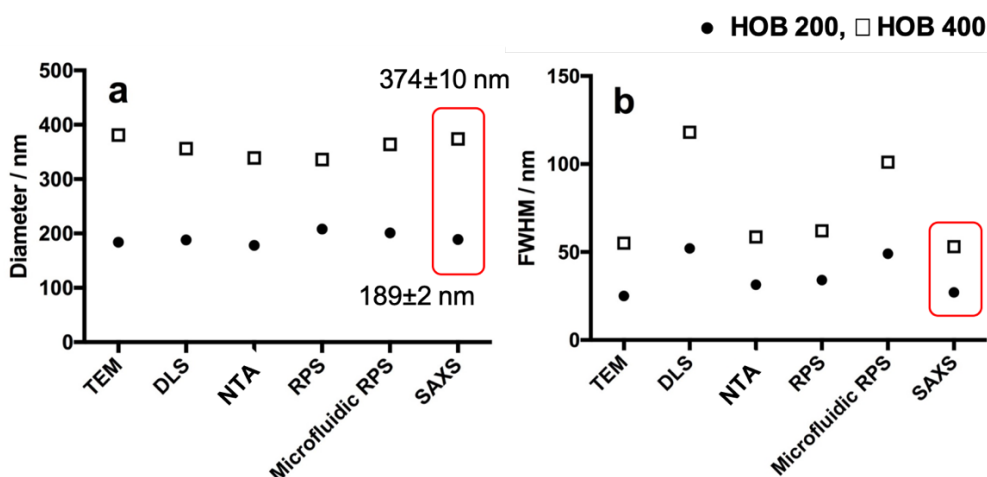 ● HOB 200, □ HOB 400
a
374±10 nm
500
400
300
200
100
0
Diameter / nm
189±2 nm
TEM
DLS
NTA
RPS
Microfluidic RPS
SAXS
b
150
100
50
0
FWHM / nm
TEM
DLS
NTA
RPS
Microfluidic RPS
SAXS